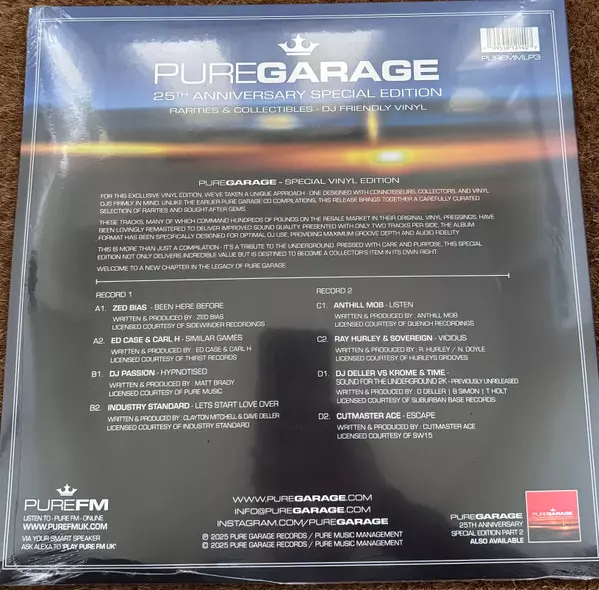 PUREMMLP3
PUREGARAGE
25TH ANNIVERSARY SPECIAL EDITION
RARITIES & COLLECTIBLES - DJ FRIENDLY VINYL
PUREGARAGE - SPECIAL VINYL EDITION
FOR THIS EXCLUSIVE VINYL EDITION, WE'VE TAKEN A UNIQUE APPROACH - ONE DESIGNED WITH CONNOISSEURS, COLLECTORS, AND VINYL
DJS FIRMLY IN MIND. UNLIKE THE EARLIER PURE GARAGE CD COMPILATIONS, THIS RELEASE BRINGS TOGETHER A CAREFULLY CURATED
SELECTION OF RARITIES AND SOUGHT AFTER GEMS.
THESE TRACKS, MANY OF WHICH COMMAND HUNDREDS OF POUNDS ON THE RESALE MARKET IN THEIR ORIGINAL VINYL PRESSINGS, HAVE
BEEN LOVINGLY REMASTERED TO DELIVER IMPROVED SOUND QUALITY. PRESENTED WITH ONLY TWO TRACKS PER SIDE, THE ALBUM
FORMAT HAS BEEN SPECIFICALLY DESIGNED FOR OPTIMAL DJ USE, PROVIDING MAXIMUM GROOVE DEPTH AND AUDIO FIDELITY
THIS IS MORE THAN JUST A COMPILATION - IT'S A TRIBUTE TO THE UNDERGROUND. PRESSED WITH CARE AND PURPOSE, THIS SPECIAL
EDITION NOT ONLY DELIVERS INCREDIBLE VALUE BUT IS DESTINED TO BECOME A COLLECTOR'S ITEM IN ITS OWN RIGHT.
WELCOME TO A NEW CHAPTER IN THE LEGACY OF PURE GARAGE
RECORD 1
A1. ZED BIAS - BEEN HERE BEFORE
WRITTEN & PRODUCED BY : ZED BIAS
LICENSED COURTESY OF SIDEWINDER RECORDINGS
A2. ED CASE & CARL H - SIMILAR GAMES
WRITTEN & PRODUCED BY : ED CASE & CARL H
LICENCED COURTESY OF THIRST RECORDS
B1. DJ PASSION - HYPNOTISED
WRITTEN & PRODUCED BY : MATT BRADY
LICENSED COURTESY OF PURE MUSIC
B2. INDUSTRY STANDARD - LETS START LOVE OVER
WRITTEN & PRODUCED BY : CLAYTON MITCHELL & DAVE DELLER
LICENSED COURTESY OF INDUSTRY STANDARD
RECORD 2
C1. ANTHILL MOB - LISTEN
WRITTEN & PRODUCED BY : ANTHILL MOB
LICENSED COURTESY OF QUENCH RECORDINGS
C2. RAY HURLEY & SOVEREIGN - VICIOUS
WRITTEN & PRODUCED BY : R. HURLEY / N. DOYLE
LICENSED COURTESY OF HURLEYS GROOVES
D1. DJ DELLER VS KROME & TIME -
SOUND FOR THE UNDERGROUND 2K - PREVIOUSLY UNRELEASED
WRITTEN & PRODUCED BY : D DELLER | B SIMON | T HOLT
LICENCED COURTESY OF SUBURBAN BASE RECORDS
D2. CUTMASTER ACE - ESCAPE
WRITTEN & PRODUCED BY : CUTMASTER ACE
LICENSED COURTESY OF SW15
PUREFM
LISTEN TO - PURE FM - ONLINE
WWW.PUREFMUK.COM
VIA YOUR SMART SPEAKER
ASK ALEXA TO 'PLAY PURE FM UK'
WWW.PUREGARAGE.COM
INFO@PUREGARAGE.COM
INSTAGRAM.COM/PUREGARAGE
℗ 2025 PURE GARAGE RECORDS / PURE MUSIC MANAGEMENT
© 2025 PURE GARAGE RECORDS / PURE MUSIC MANAGEMENT
PUREGARAGE
25TH ANNIVERSARY
SPECIAL EDITION PART 2
ALSO AVAILABLE